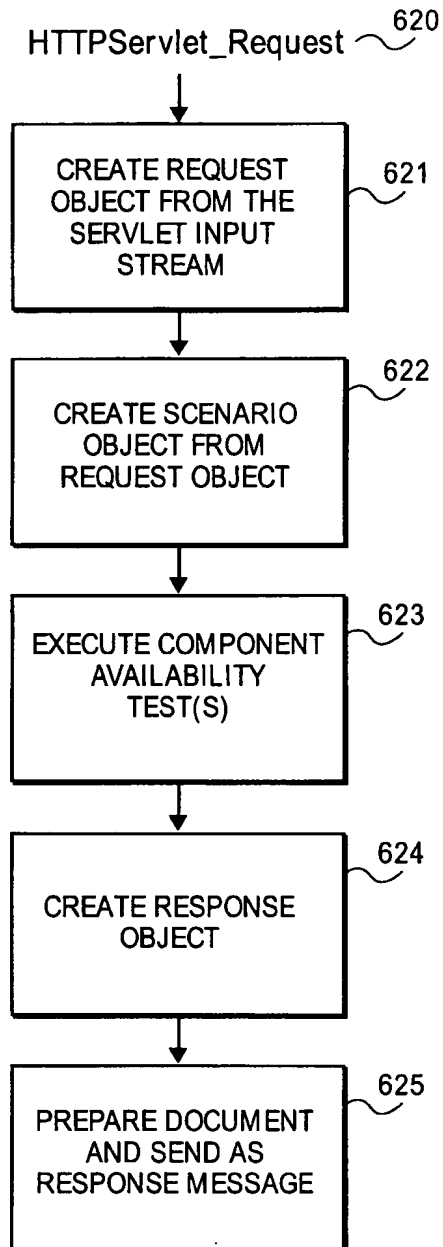 HTTPServlet_Request 620
CREATE REQUEST
OBJECT FROM THE
SERVLET INPUT
STREAM
621
CREATE SCENARIO
OBJECT FROM
REQUEST OBJECT
622
EXECUTE COMPONENT
AVAILABILITY
TEST(S)
623
CREATE RESPONSE
OBJECT
624
PREPARE DOCUMENT
AND SEND AS
RESPONSE MESSAGE
625